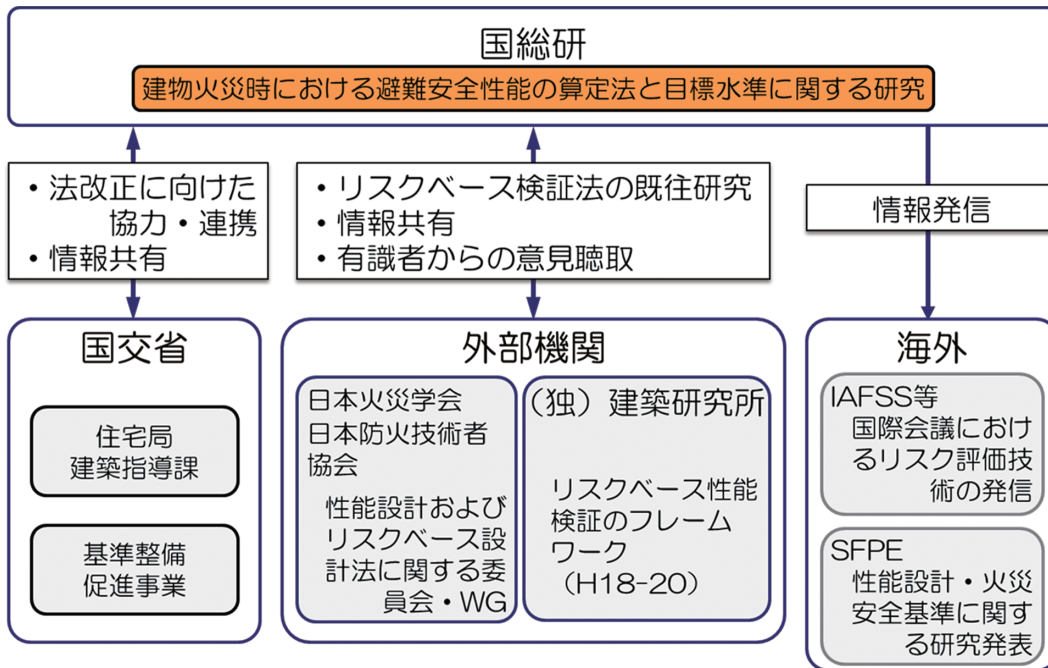 国総研
建物火災時における避難安全性能の算定法と目標水準に関する研究
・法改正に向けた
協力・連携
・情報共有
・リスクベース検証法の既往研究
・情報共有
・有識者からの意見聴取
情報発信
国交省
住宅局
建築指導課
基準整備
促進事業
外部機関
日本火災学会
日本防火技術者
協会
性能設計および
リスクベース設
計法に関する委
員会・WG
（独）建築研究所
リスクベース性能
検証のフレーム
ワーク
（H18-20）
海外
IAFSS等
国際会議におけ
るリスク評価技
術の発信
SFPE
性能設計・火災
安全基準に関す
る研究発表